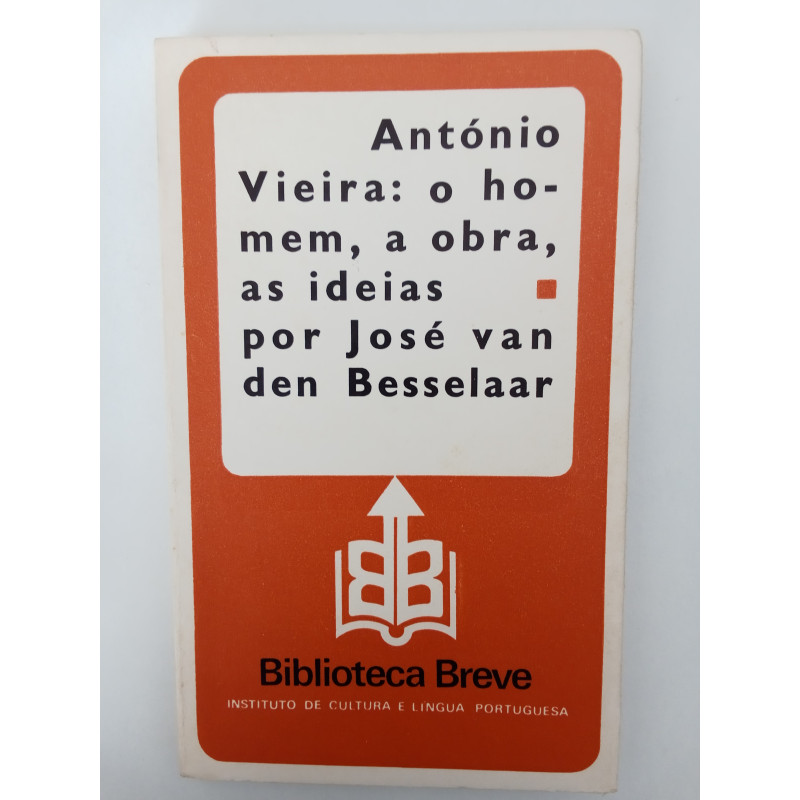 António
Vieira: o ho-
mem, a obra,
as ideias
por José van
den Besselaar
BB
Biblioteca Breve
INSTITUTO DE CULTURA E LÍNGUA PORTUGUESA